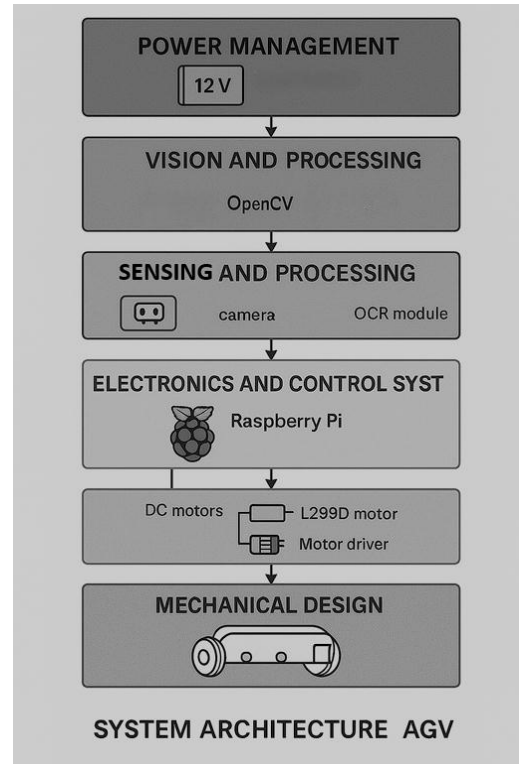 POWER MANAGEMENT
12 V
VISION AND PROCESSING
OpenCV
SENSING AND PROCESSING
camera OCR module
ELECTRONICS AND CONTROL SYST
Raspberry Pi
DC motors L299D motor
Motor driver
MECHANICAL DESIGN
SYSTEM ARCHITECTURE AGV